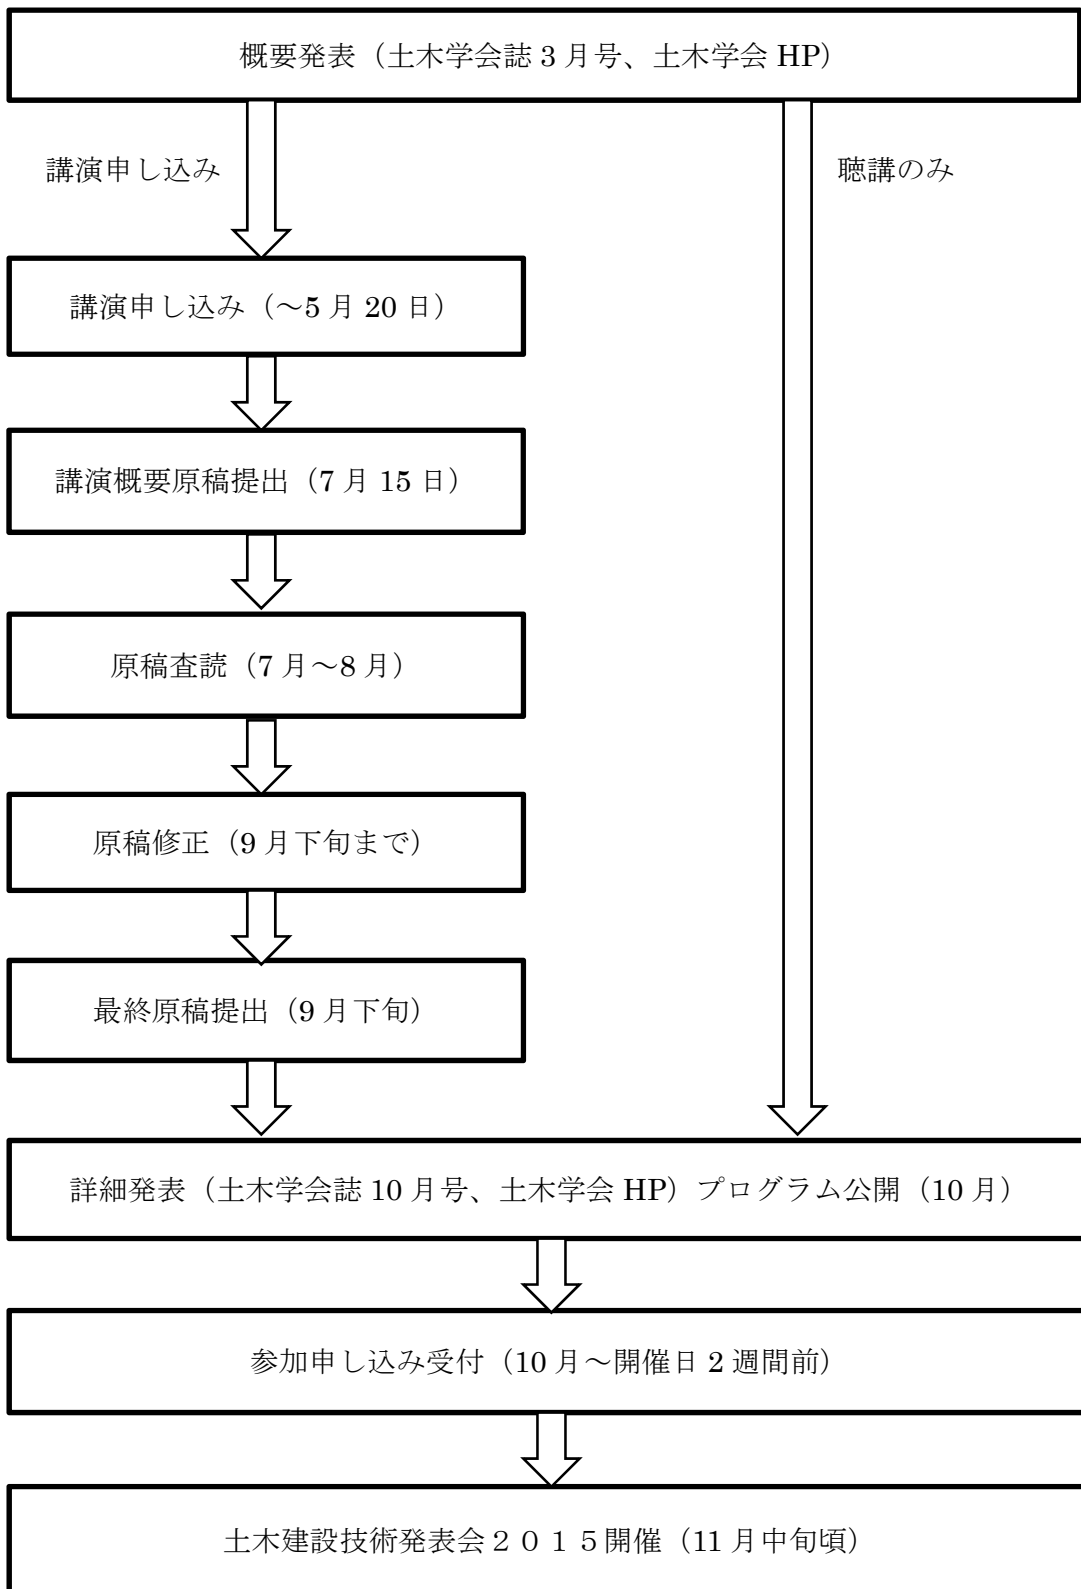 概要発表（土木学会誌 3 月号、土木学会 HP）
講演申し込み
聴講のみ
講演申し込み（～5 月 20 日）
講演概要原稿提出（7 月 15 日）
原稿査読（7 月～8 月）
原稿修正（9 月下旬まで）
最終原稿提出（9 月下旬）
詳細発表（土木学会誌 10 月号、土木学会 HP）プログラム公開（10 月）
参加申し込み受付（10 月～開催日 2 週間前）
土木建設技術発表会２０１５開催（11 月中旬頃）